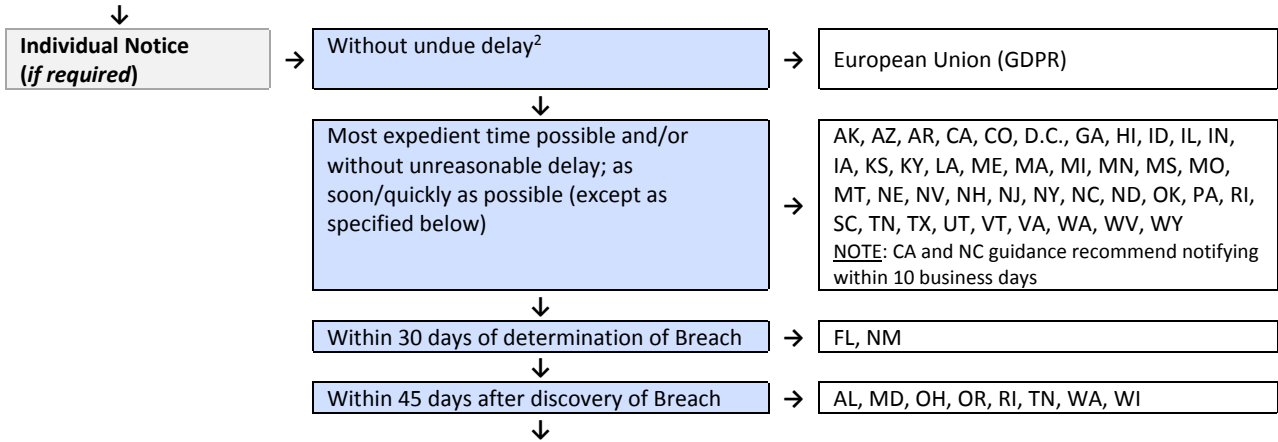 ↓
Individual Notice
(if required)
→
Without undue delay2
→
European Union (GDPR)
↓
Most expedient time possible and/or
without unreasonable delay; as
soon/quickly as possible (except as
specified below)
→
AK, AZ, AR, CA, CO, D.C., GA, HI, ID, IL, IN,
IA, KS, KY, LA, ME, MA, MI, MN, MS, MO,
MT, NE, NV, NH, NJ, NY, NC, ND, OK, PA, RI,
SC, TN, TX, UT, VT, VA, WA, WV, WY
NOTE: CA and NC guidance recommend notifying
within 10 business days
↓
Within 30 days of determination of Breach
→
FL, NM
↓
Within 45 days after discovery of Breach
→
AL, MD, OH, OR, RI, TN, WA, WI
↓